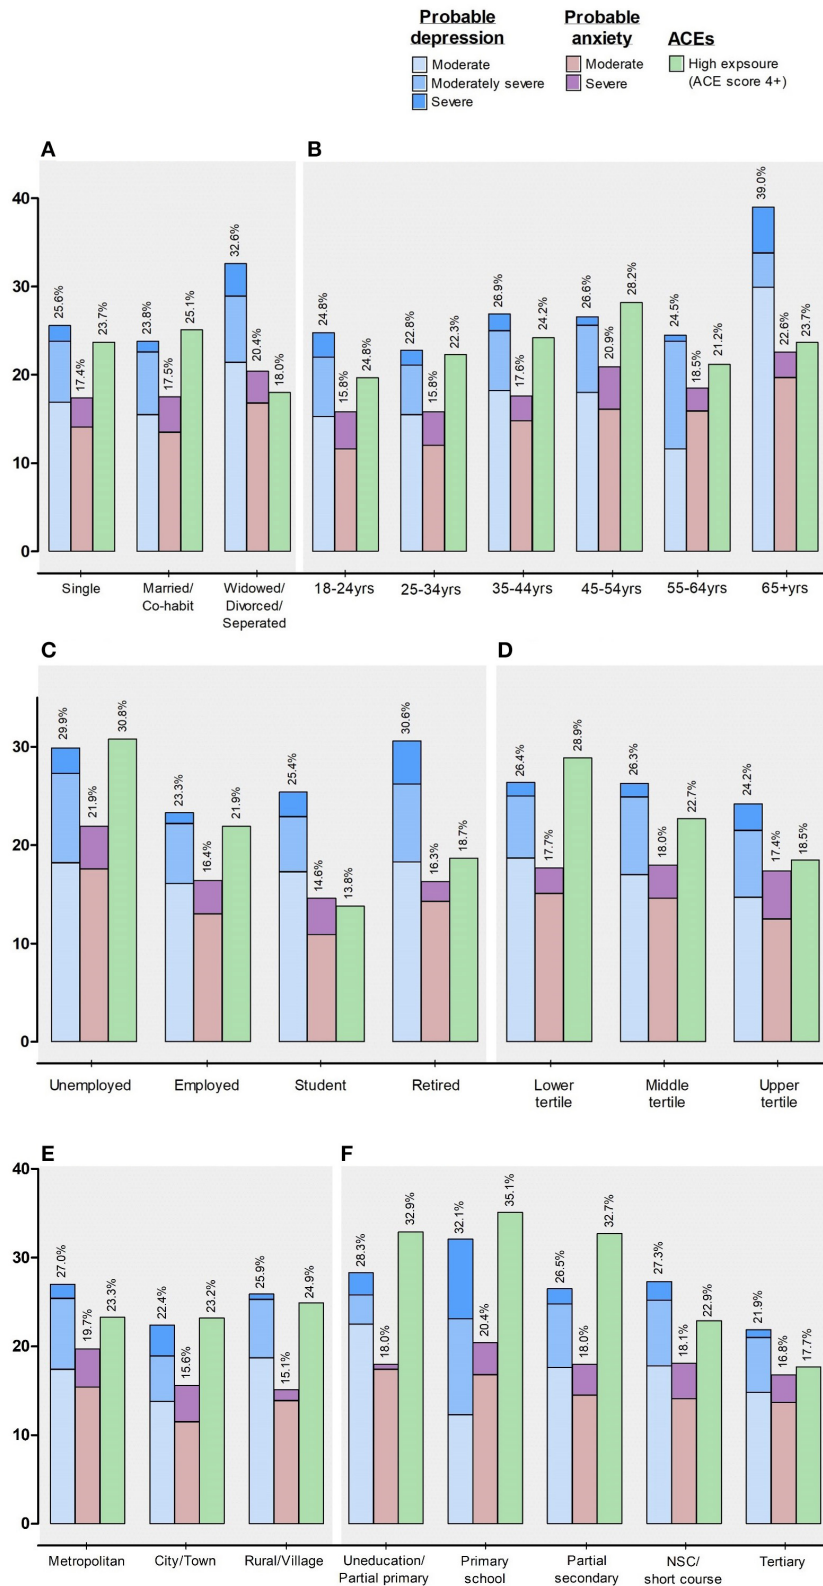 Probable
depression
Moderate
Moderately severe
Severe
Probable
anxiety
Moderate
Severe
ACEs
High expsoure
(ACE score 4+)
A
B
40
30
20
10
0
25.6%
17.4%
23.7%
23.8%
17.5%
25.1%
32.6%
20.4%
18.0%
24.8%
15.8%
24.8%
22.8%
15.8%
22.3%
26.9%
17.6%
24.2%
26.6%
20.9%
28.2%
24.5%
18.5%
21.2%
39.0%
22.6%
23.7%
Single
Married/
Co-habit
Widowed/
Divorced/
Seperated
18-24yrs
25-34yrs
35-44yrs
45-54yrs
55-64yrs
65+yrs
C
D
30
20
10
0
29.9%
21.9%
30.8%
23.3%
16.4%
21.9%
25.4%
14.6%
13.8%
30.6%
16.3%
18.7%
26.4%
17.7%
28.9%
26.3%
18.0%
22.7%
24.2%
17.4%
18.5%
Unemployed
Employed
Student
Retired
Lower
tertile
Middle
tertile
Upper
tertile
E
F
40
30
20
10
0
27.0%
19.7%
23.3%
22.4%
15.6%
23.2%
25.9%
15.1%
24.9%
28.3%
18.0%
32.9%
32.1%
20.4%
35.1%
26.5%
18.0%
32.7%
27.3%
18.1%
22.9%
21.9%
16.8%
17.7%
Metropolitan
City/Town
Rural/Village
Uneducation/
Partial primary
Primary
school
Partial
secondary
NSC/
short course
Tertiary